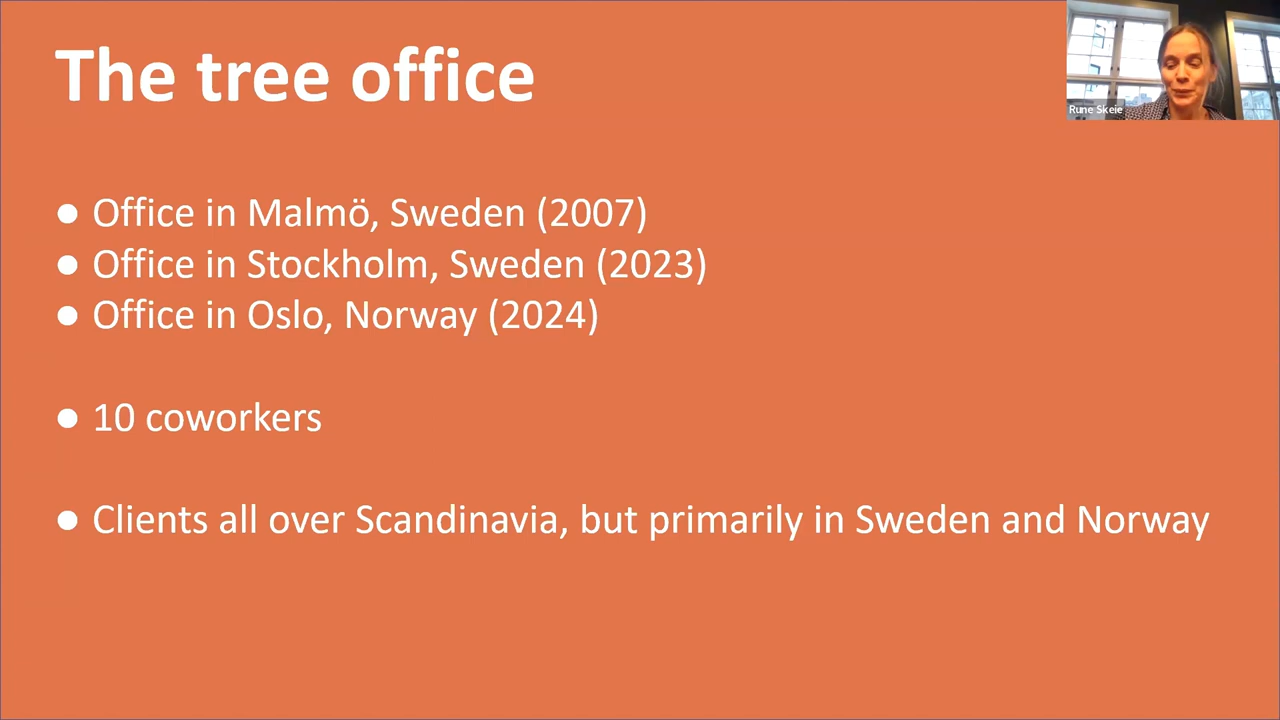 The tree office
Rune Skeie
● Office in Malmö, Sweden (2007)
● Office in Stockholm, Sweden (2023)
● Office in Oslo, Norway (2024)
● 10 coworkers
● Clients all over Scandinavia, but primarily in Sweden and Norway